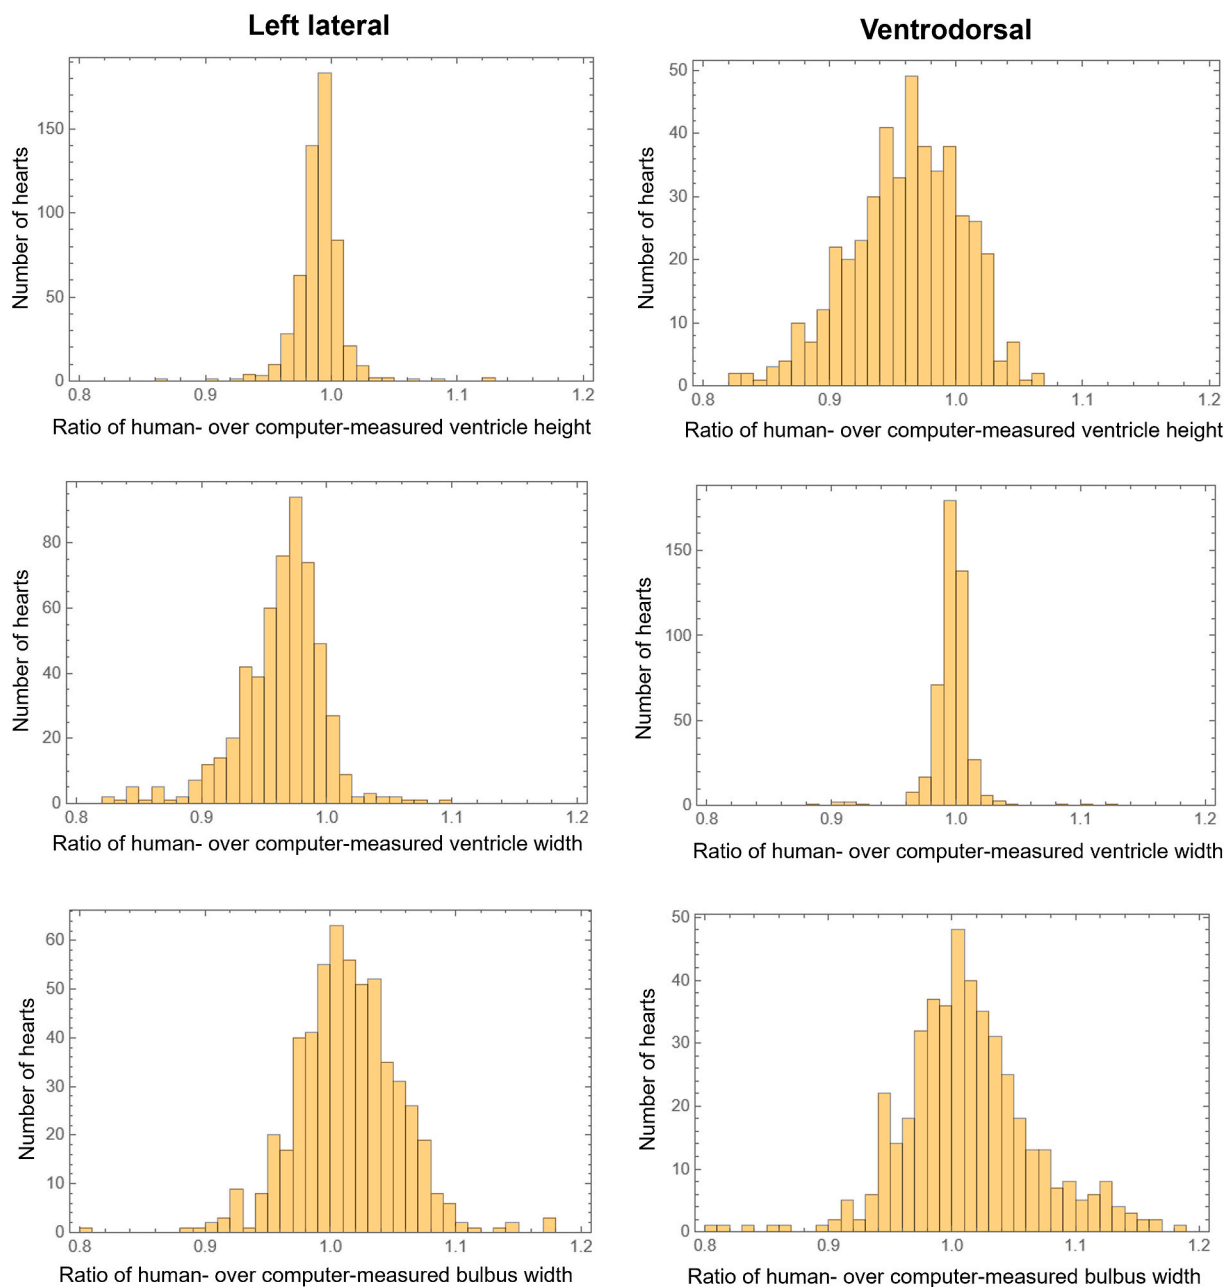 Left lateral
Ventrodorsal
Number of hearts
150
100
50
0
0.8 0.9 1.0 1.1 1.2
Ratio of human- over computer-measured ventricle height
Number of hearts
50
40
30
20
10
0
0.8 0.9 1.0 1.1 1.2
Ratio of human- over computer-measured ventricle height
Number of hearts
80
60
40
20
0
0.8 0.9 1.0 1.1 1.2
Ratio of human- over computer-measured ventricle width
Number of hearts
150
100
50
0
0.8 0.9 1.0 1.1 1.2
Ratio of human- over computer-measured ventricle width
Number of hearts
60
50
40
30
20
10
0
0.8 0.9 1.0 1.1 1.2
Ratio of human- over computer-measured bulbus width
Number of hearts
50
40
30
20
10
0
0.8 0.9 1.0 1.1 1.2
Ratio of human- over computer-measured bulbus width